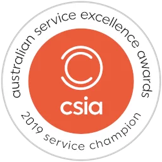 australian service excellence awards
csia
2019 service champion